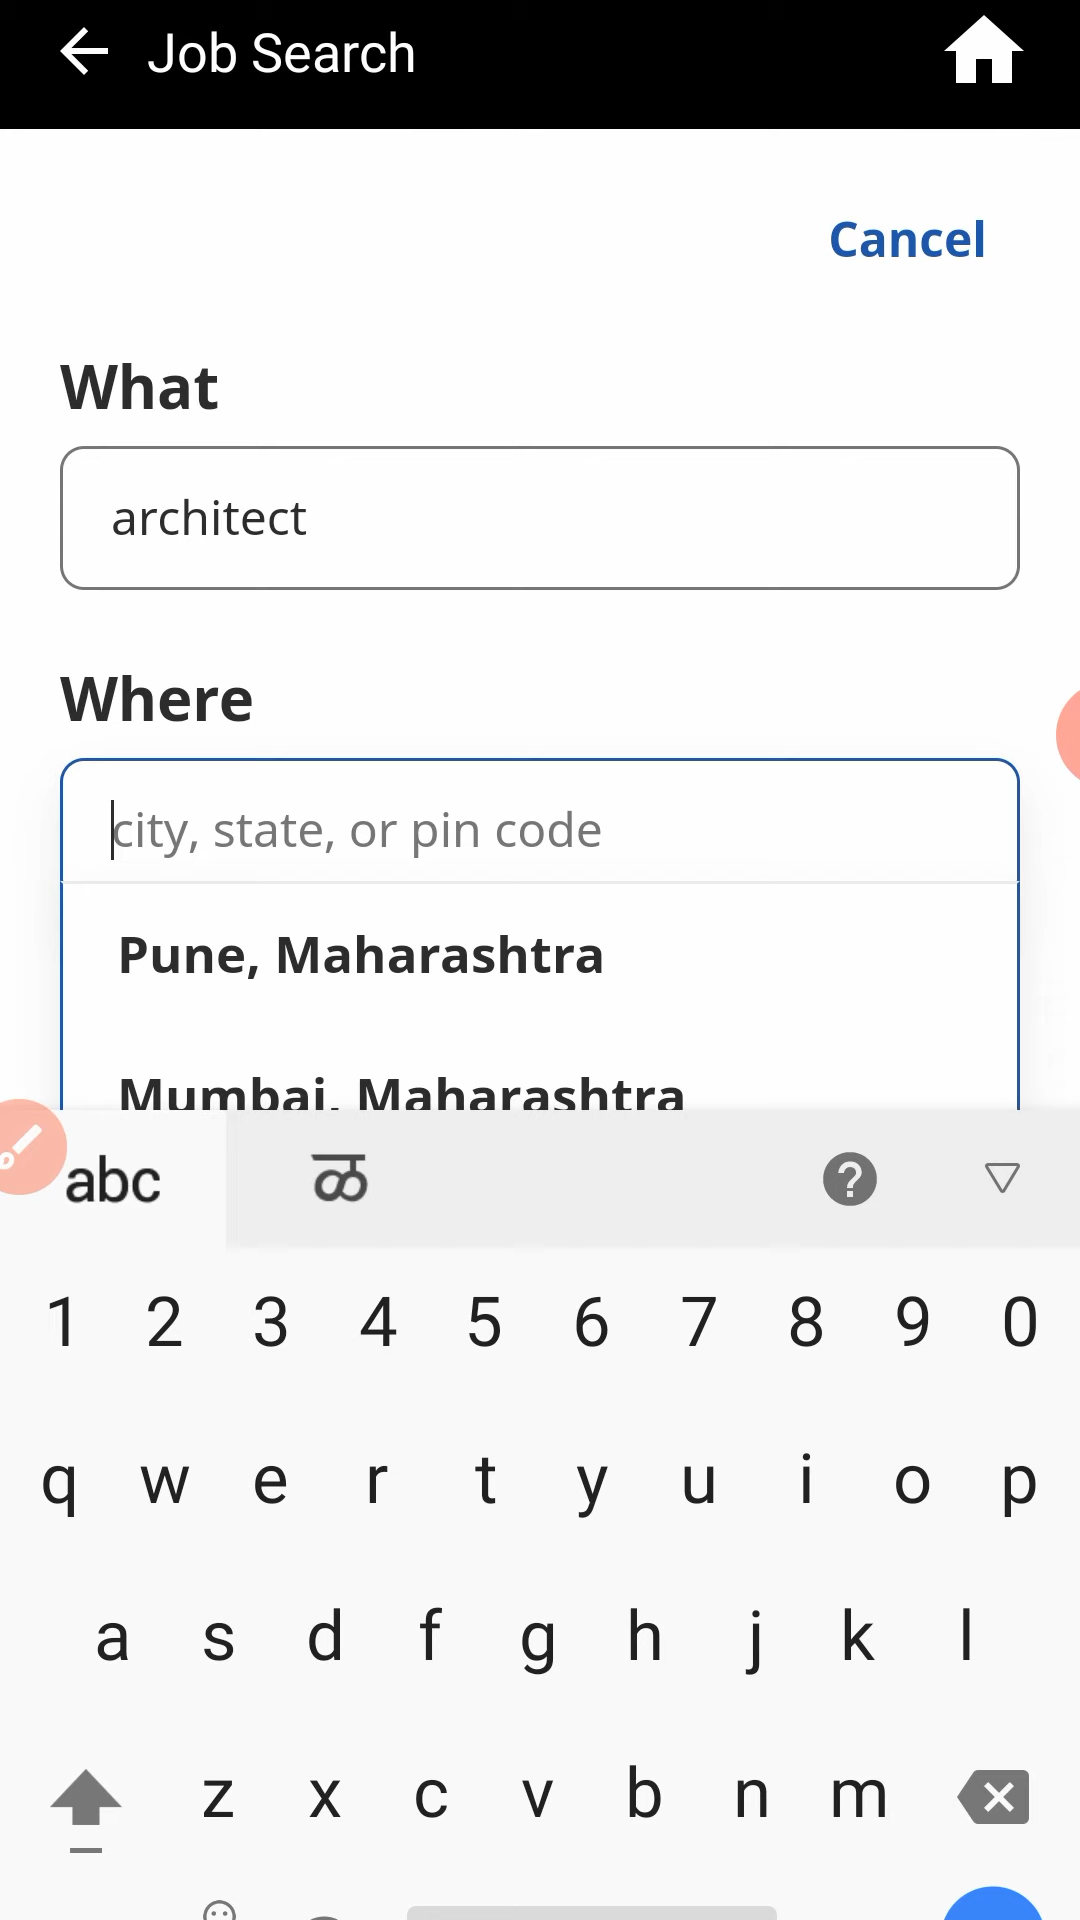 Job Search
Cancel
What
architect
Where
city, state, or pin code
Pune, Maharashtra
Mumbai, Maharashtra
abc ळ
1 2 3 4 5 6 7 8 9 0
q w e r t y u i o p
a s d f g h j k l
z x c v b n m